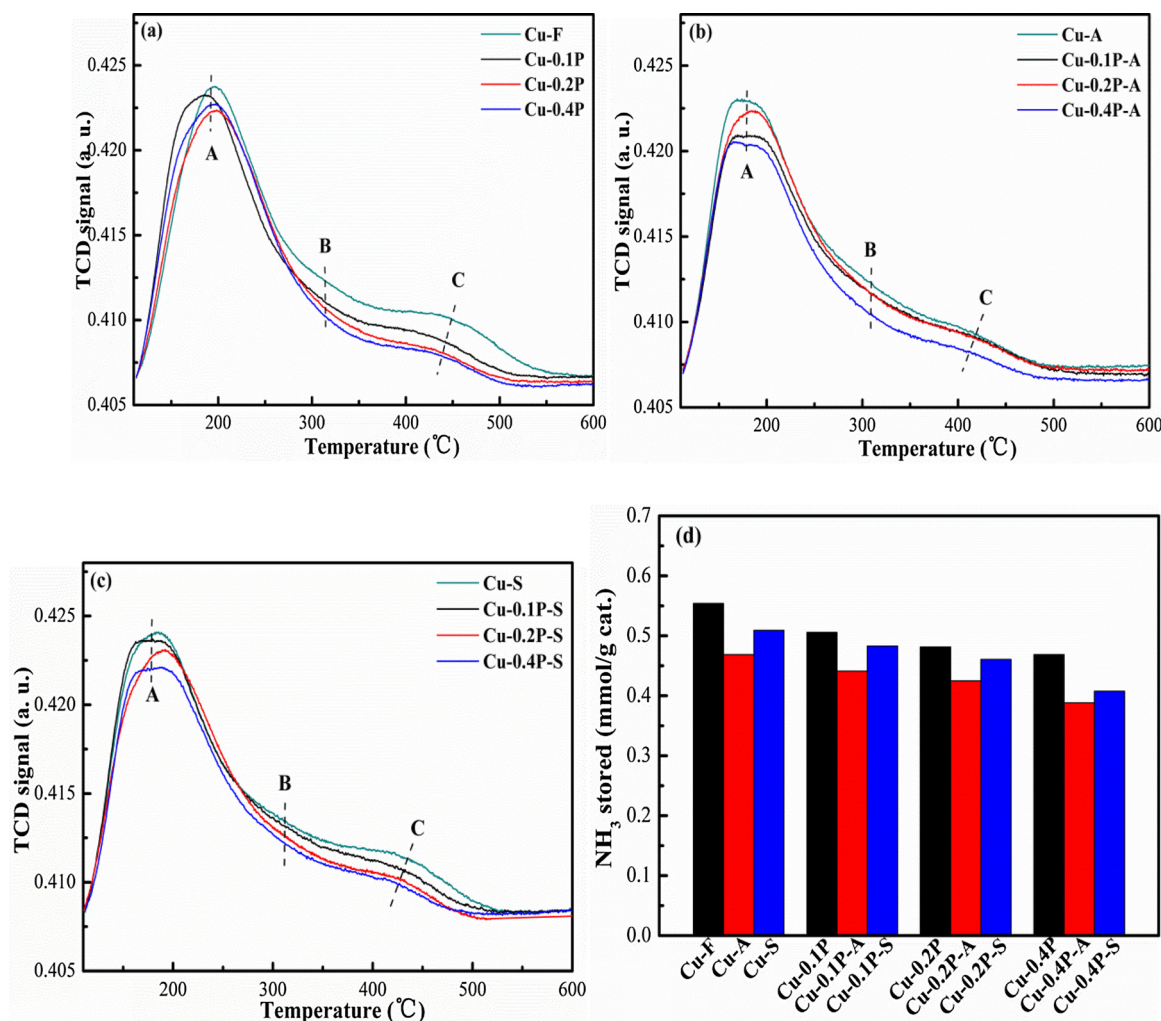 (a)
Cu-F
Cu-0.1P
Cu-0.2P
Cu-0.4P
0.425
0.420
0.415
0.410
0.405
TCD signal (a. u.)
A
B
C
200
300
400
500
600
Temperature (℃)
(b)
Cu-A
Cu-0.1P-A
Cu-0.2P-A
Cu-0.4P-A
0.425
0.420
0.415
0.410
0.405
TCD signal (a. u.)
A
B
C
200
300
400
500
600
Temperature (℃)
(c)
Cu-S
Cu-0.1P-S
Cu-0.2P-S
Cu-0.4P-S
0.425
0.420
0.415
0.410
0.405
TCD signal (a. u.)
A
B
C
200
300
400
500
600
Temperature (℃)
(d)
0.7
0.6
0.5
0.4
0.3
0.2
0.1
0.0
NH3 stored (mmol/g cat.)
Cu-F
Cu-A
Cu-S
Cu-0.1P
Cu-0.1P-A
Cu-0.1P-S
Cu-0.2P
Cu-0.2P-A
Cu-0.2P-S
Cu-0.4P
Cu-0.4P-A
Cu-0.4P-S